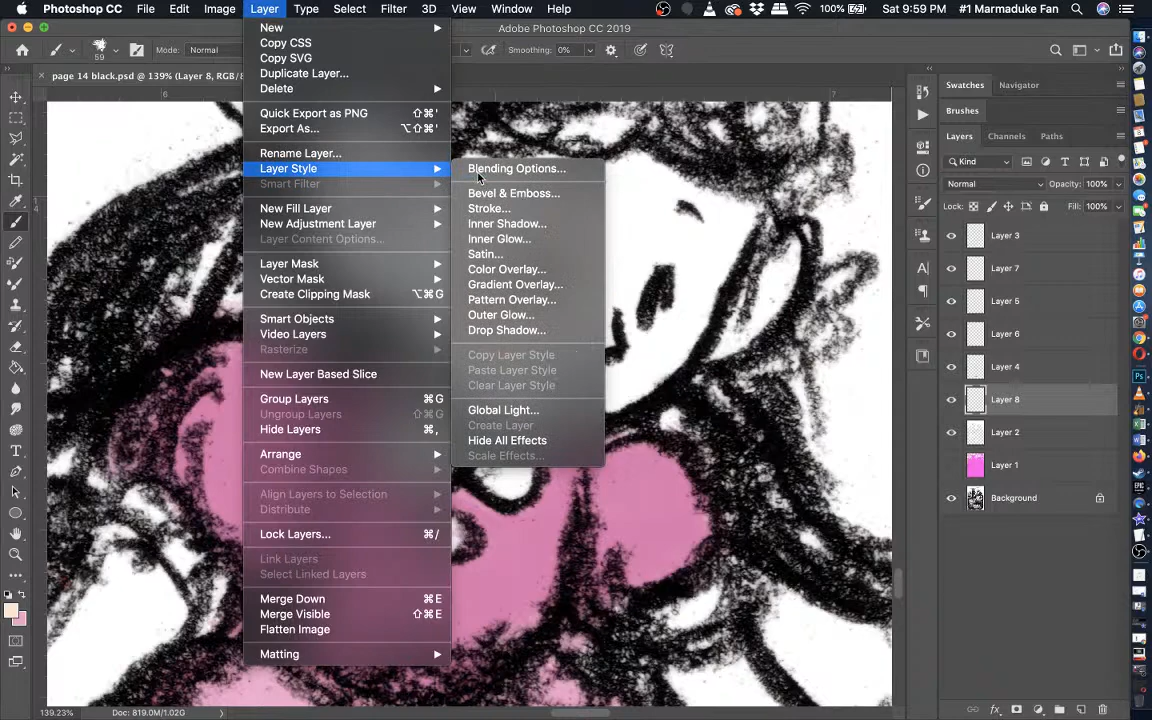 Photoshop CC File Edit Image Layer Type Select Filter 3D View Window Help 100% Sat 9:59 PM #1 Marmaduke Fan
Adobe Photoshop CC 2019
59 Mode: Normal Smoothing: 0%
× page 14 black.psd @ 139% (Layer 8, RGB/8
6 7
New
Copy CSS
Copy SVG
Duplicate Layer...
Delete
Quick Export as PNG ⇧⌘'
Export As... ⌥⇧⌘'
Rename Layer...
Layer Style
Smart Filter
New Fill Layer
New Adjustment Layer
Layer Content Options...
Layer Mask
Vector Mask
Create Clipping Mask ⌥⌘G
Smart Objects
Video Layers
Rasterize
New Layer Based Slice
Group Layers ⌘G
Ungroup Layers ⇧⌘G
Hide Layers ⌘,
Arrange
Combine Shapes
Align Layers to Selection
Distribute
Lock Layers... ⌘/
Link Layers
Select Linked Layers
Merge Down ⌘E
Merge Visible ⇧⌘E
Flatten Image
Matting
Blending Options...
Bevel & Emboss...
Stroke...
Inner Shadow...
Inner Glow...
Satin...
Color Overlay...
Gradient Overlay...
Pattern Overlay...
Outer Glow...
Drop Shadow...
Copy Layer Style
Paste Layer Style
Clear Layer Style
Global Light...
Create Layer
Hide All Effects
Scale Effects...
Swatches Navigator
Brushes
Layers Channels Paths
Kind
Normal Opacity: 100%
Lock: Fill: 100%
Layer 3
Layer 7
Layer 5
Layer 6
Layer 4
Layer 8
Layer 2
Layer 1
Background
139.23% Doc: 819.0M/1.02G